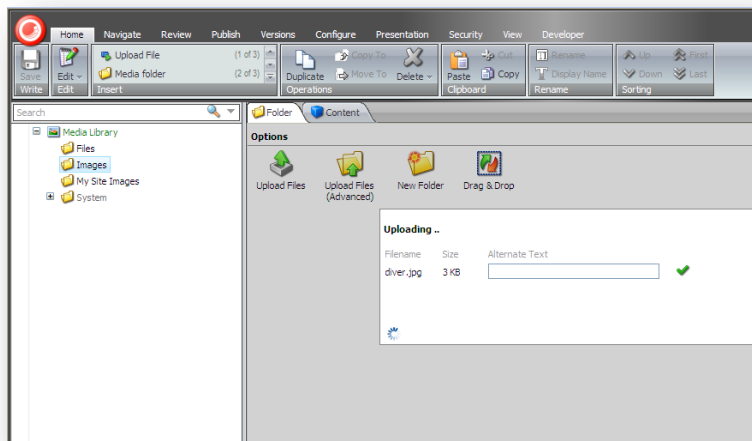 Home Navigate Review Publish Versions Configure Presentation Security View Developer
Save
Write
Edit
Edit
Upload File (1 of 3)
Media folder (2 of 3)
Insert
Duplicate
Copy To
Move To
Delete
Operations
Paste
Cut
Copy
Clipboard
Rename
Display Name
Rename
Up First
Down Last
Sorting
Search
Folder Content
Media Library
Files
Images
My Site Images
System
Options
Upload Files
Upload Files
(Advanced)
New Folder
Drag & Drop
Uploading ..
Filename Size Alternate Text
diver.jpg 3 KB